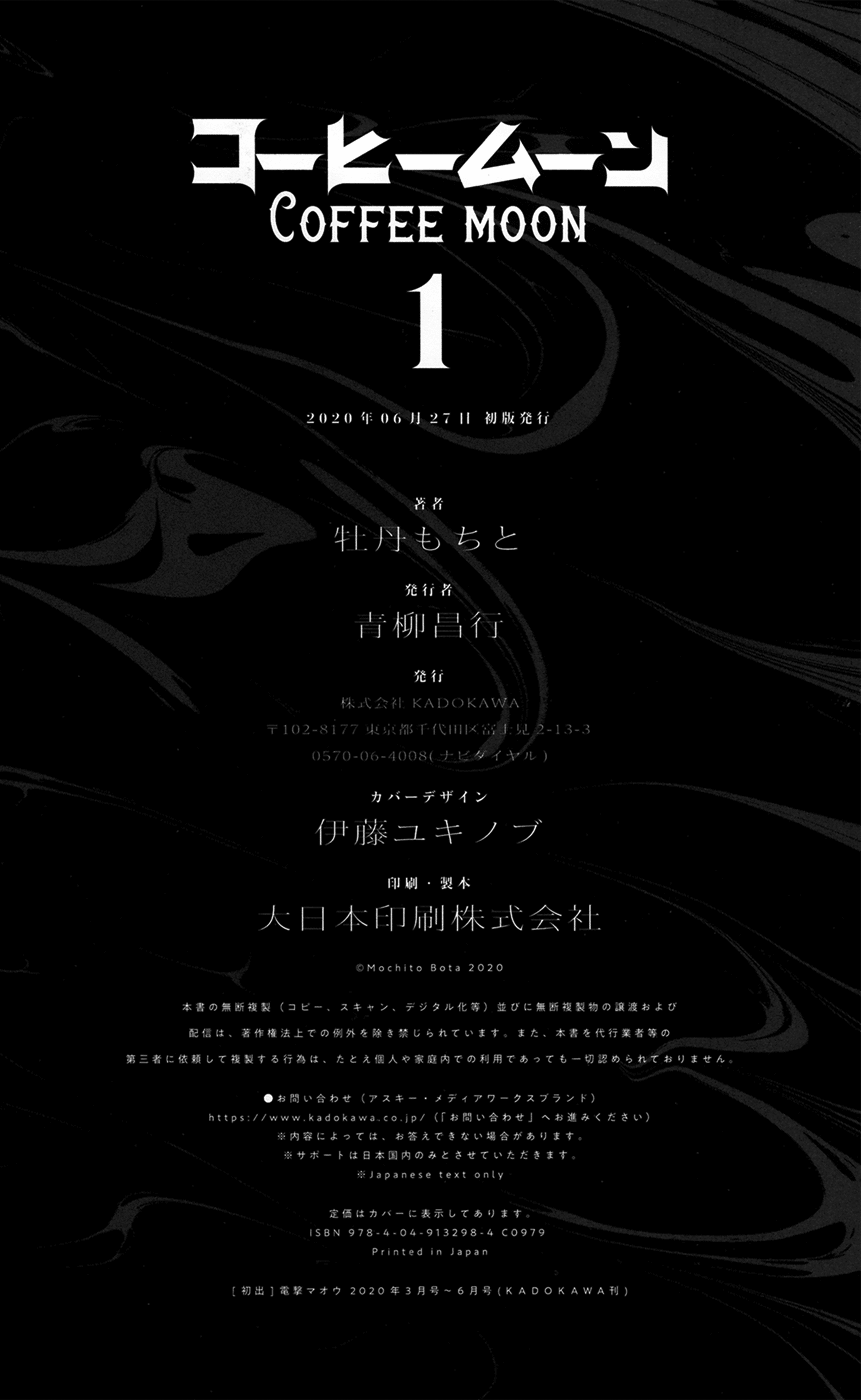 コーヒームーン
COFFEE MOON
1
2020年06月27日 初版発行
著者
牡丹もちと
発行者
青柳昌行
発行
株式会社 KADOKAWA
〒102-8177 東京都千代田区富士見 2-13-3
0570-06-4008(ナビダイヤル)
カバーデザイン
伊藤ユキノブ
印刷・製本
大日本印刷株式会社
©Mochito Bota 2020
本書の無断複製（コピー、スキャン、デジタル化等）並びに無断複製物の譲渡および
配信は、著作権法上での例外を除き禁じられています。また、本書を代行業者等の
第三者に依頼して複製する行為は、たとえ個人や家庭内での利用であっても一切認められておりません。
●お問い合わせ（アスキー・メディアワークスブランド）
https://www.kadokawa.co.jp/（「お問い合わせ」へお進みください）
※内容によっては、お答えできない場合があります。
※サポートは日本国内のみとさせていただきます。
※Japanese text only
定価はカバーに表示してあります。
ISBN 978-4-04-913298-4 C0979
Printed in Japan
[初出]電撃マオウ 2020年3月号〜6月号(KADOKAWA刊)